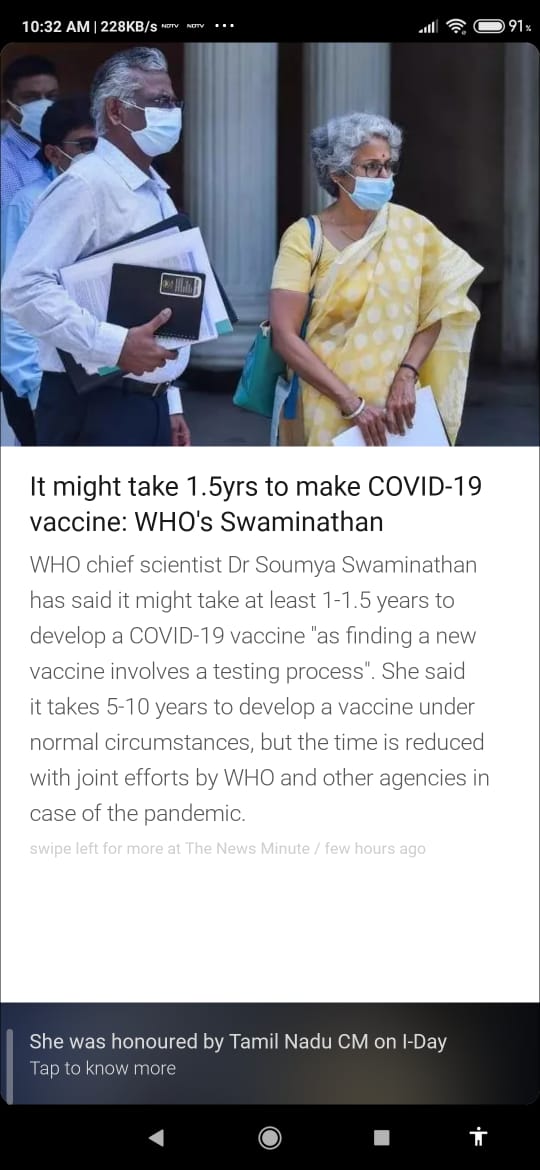 10:32 AM | 228KB/s NDTV NDTV ... 91%
It might take 1.5yrs to make COVID-19
vaccine: WHO's Swaminathan
WHO chief scientist Dr Soumya Swaminathan
has said it might take at least 1-1.5 years to
develop a COVID-19 vaccine "as finding a new
vaccine involves a testing process". She said
it takes 5-10 years to develop a vaccine under
normal circumstances, but the time is reduced
with joint efforts by WHO and other agencies in
case of the pandemic.
swipe left for more at The News Minute / few hours ago
She was honoured by Tamil Nadu CM on I-Day
Tap to know more